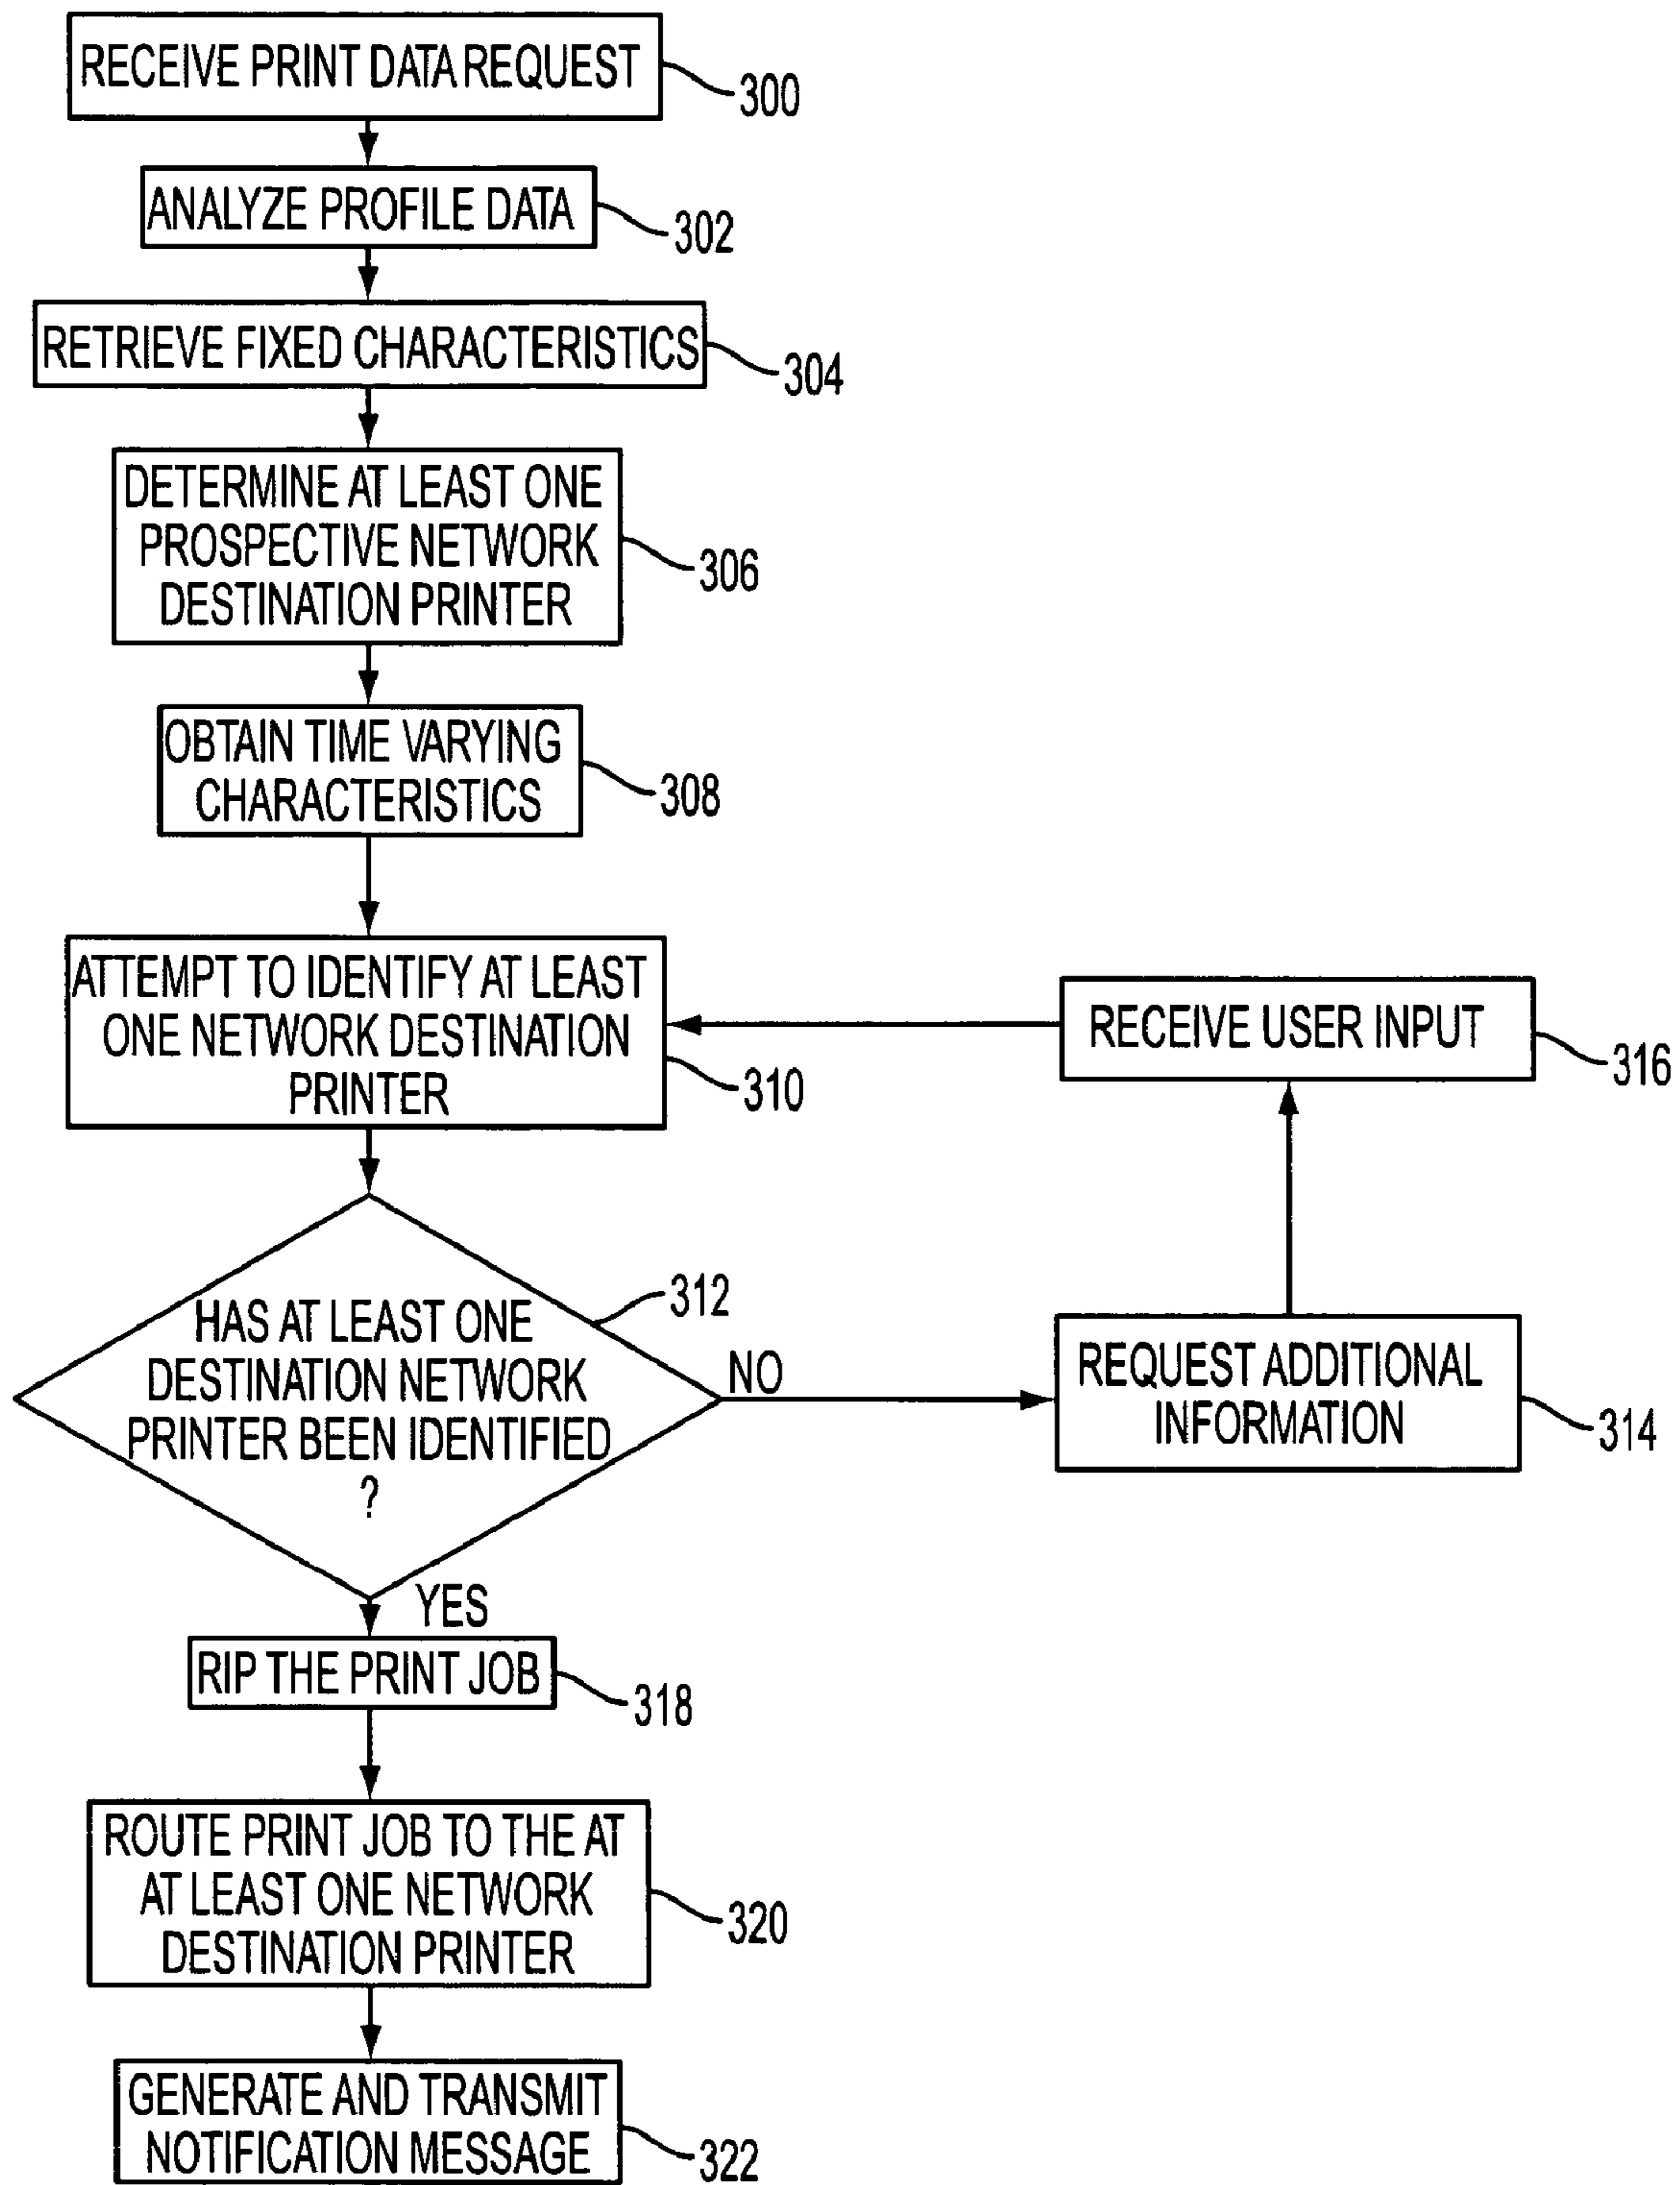 RECEIVE PRINT DATA REQUEST
300
ANALYZE PROFILE DATA
302
RETRIEVE FIXED CHARACTERISTICS
304
DETERMINE AT LEAST ONE
PROSPECTIVE NETWORK
DESTINATION PRINTER
306
OBTAIN TIME VARYING
CHARACTERISTICS
308
ATTEMPT TO IDENTIFY AT LEAST
ONE NETWORK DESTINATION
PRINTER
310
RECEIVE USER INPUT
316
HAS AT LEAST ONE
DESTINATION NETWORK
PRINTER BEEN IDENTIFIED
?
312
NO
REQUEST ADDITIONAL
INFORMATION
314
YES
RIP THE PRINT JOB
318
ROUTE PRINT JOB TO THE AT
AT LEAST ONE NETWORK
DESTINATION PRINTER
320
GENERATE AND TRANSMIT
NOTIFICATION MESSAGE
322